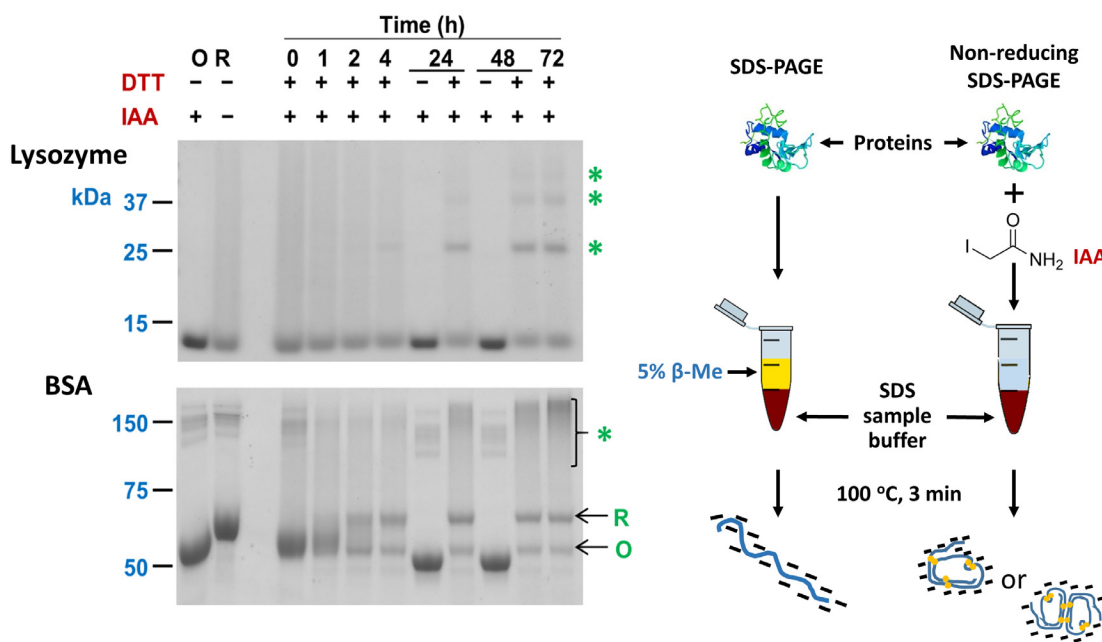 Time (h)
O R 0 1 2 4 24 48 72
DTT − − + + + + − + − + +
IAA + − + + + + + + + + +
Lysozyme
kDa
37
25
15
*
*
*
BSA
150
75
50
*
R
O
SDS-PAGE
Non-reducing
SDS-PAGE
Proteins
+
O
I
NH2
IAA
5% β-Me
SDS
sample
buffer
100 °C, 3 min
or